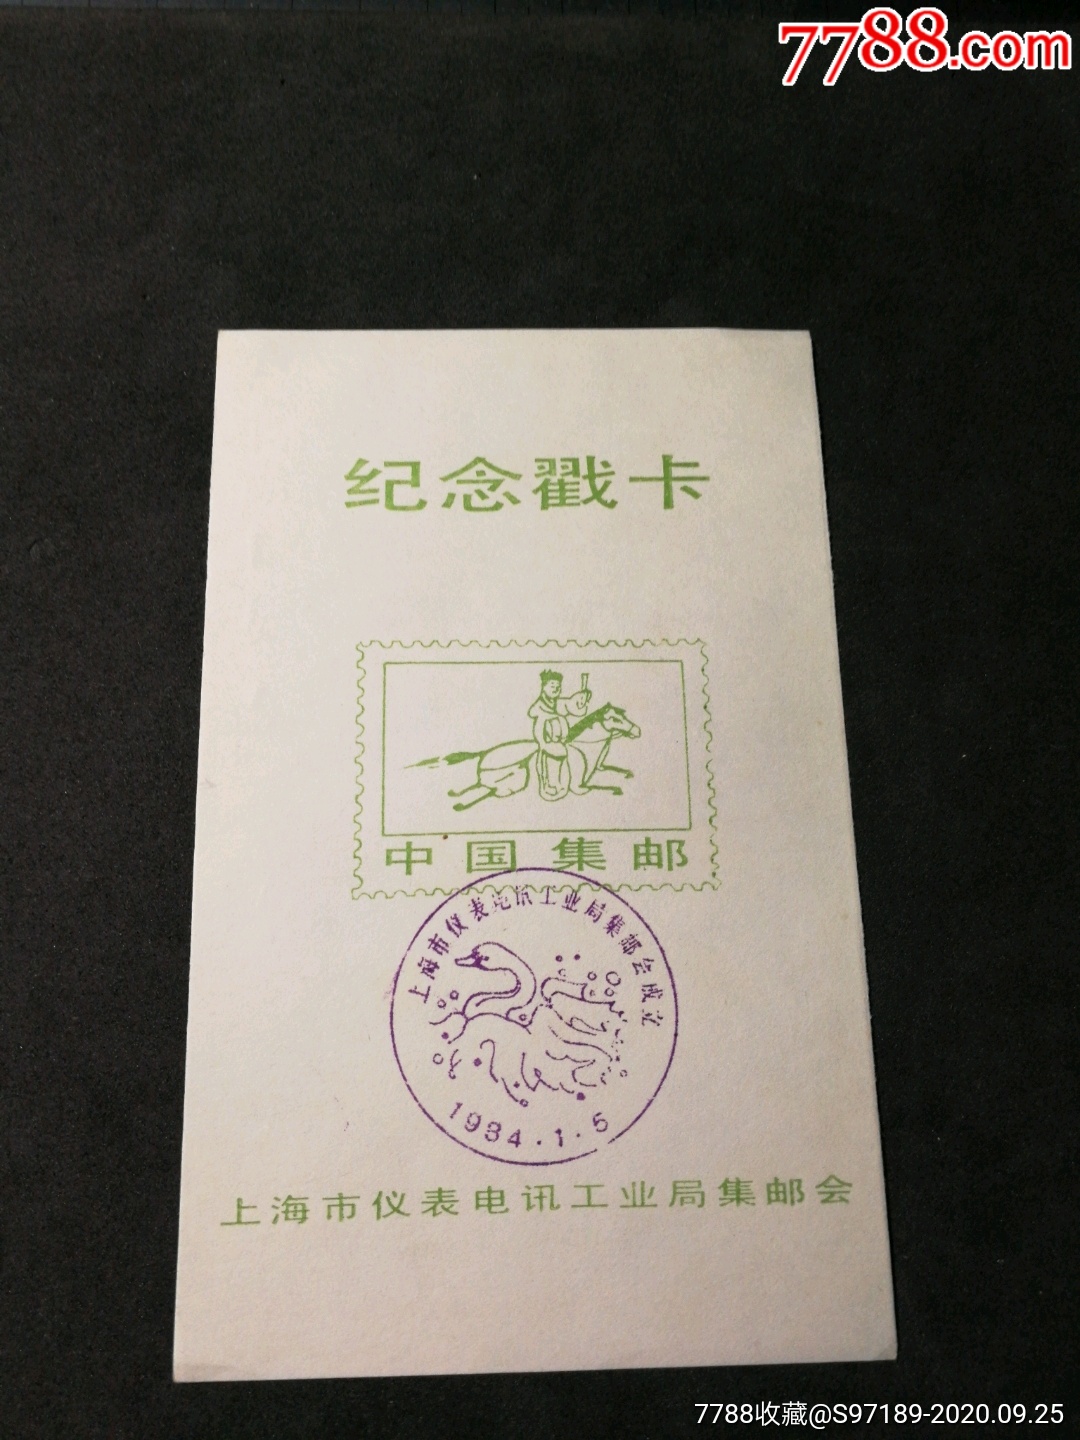 7788.com
纪念戳卡
中国集邮
上海市仪表电讯工业局集邮会成立
1984.1.5
上海市仪表电讯工业局集邮会
7788收藏@S97189-2020.09.25